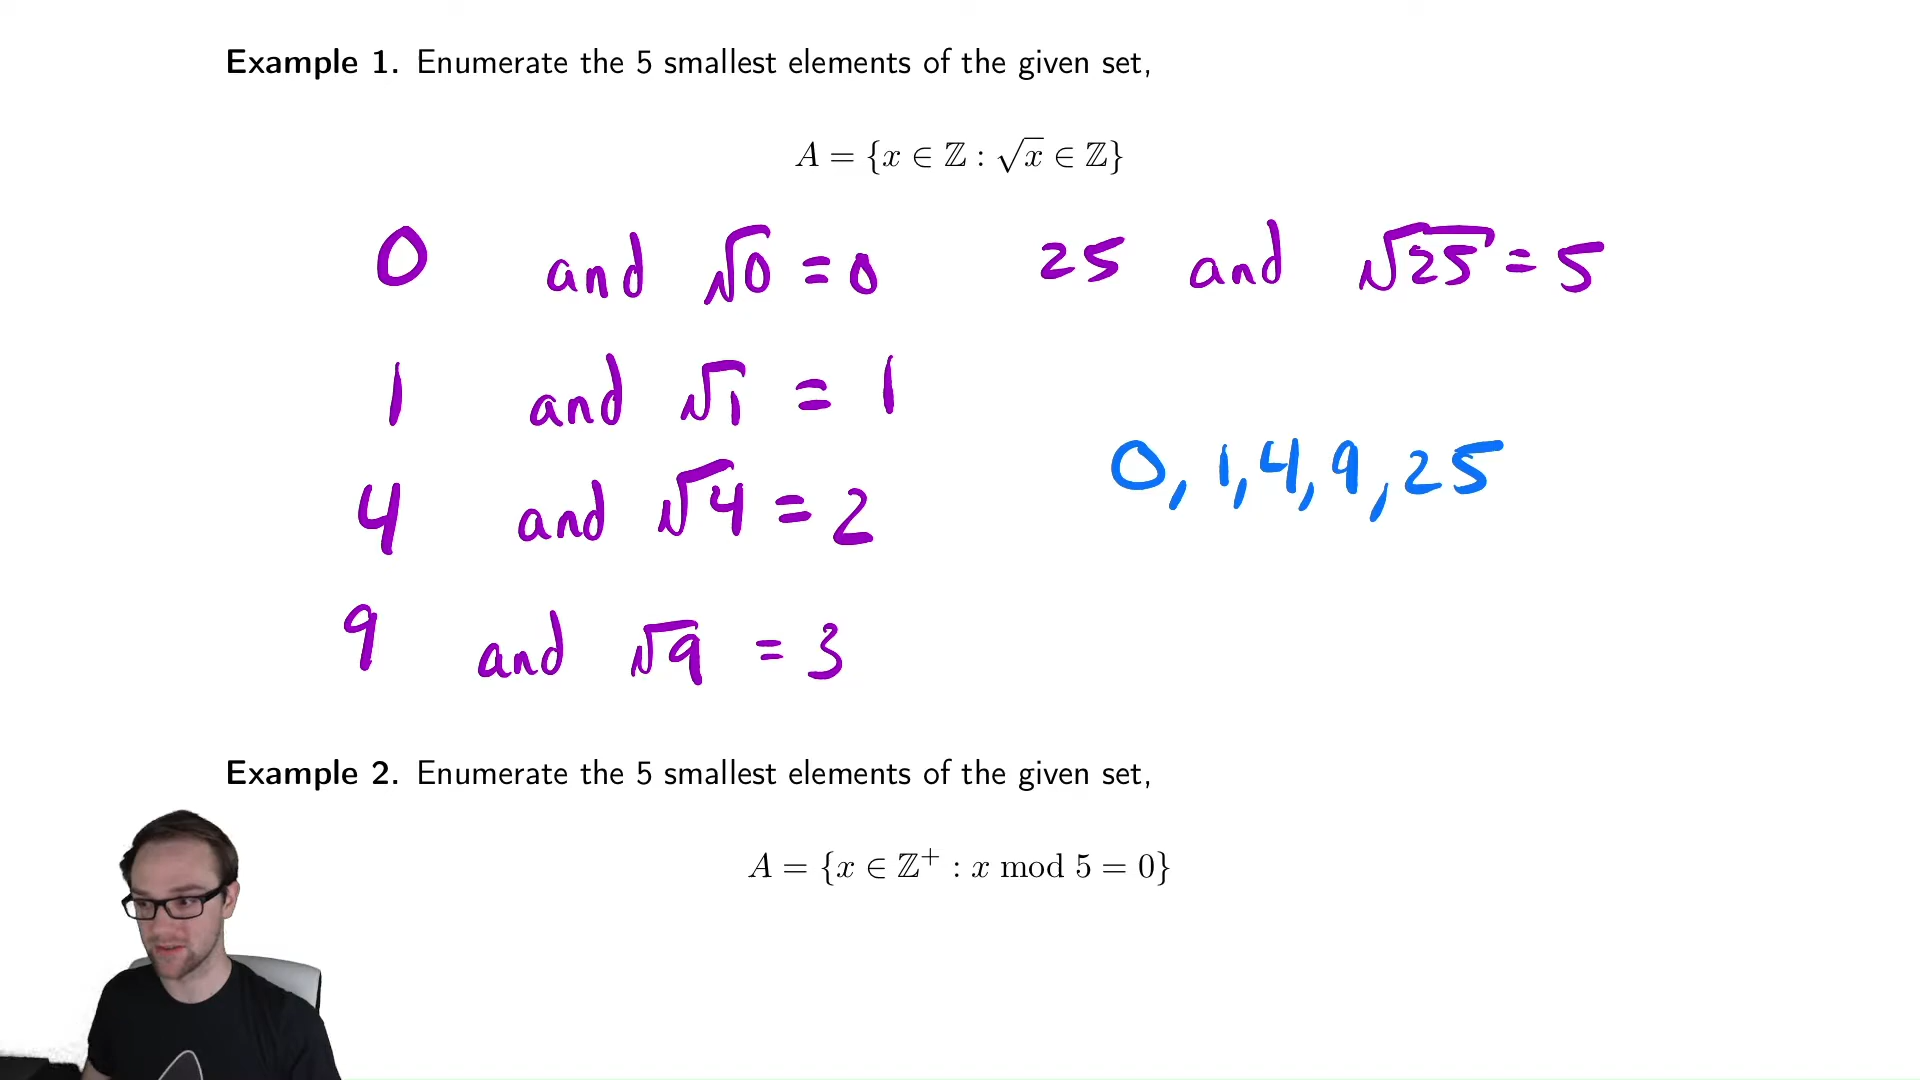 Example 1. Enumerate the 5 smallest elements of the given set,
A = {x ∈ ℤ : √x ∈ ℤ}
0 and √0 = 0
1 and √1 = 1
4 and √4 = 2
9 and √9 = 3
25 and √25 = 5
0, 1, 4, 9, 25
Example 2. Enumerate the 5 smallest elements of the given set,
A = {x ∈ ℤ⁺ : x mod 5 = 0}